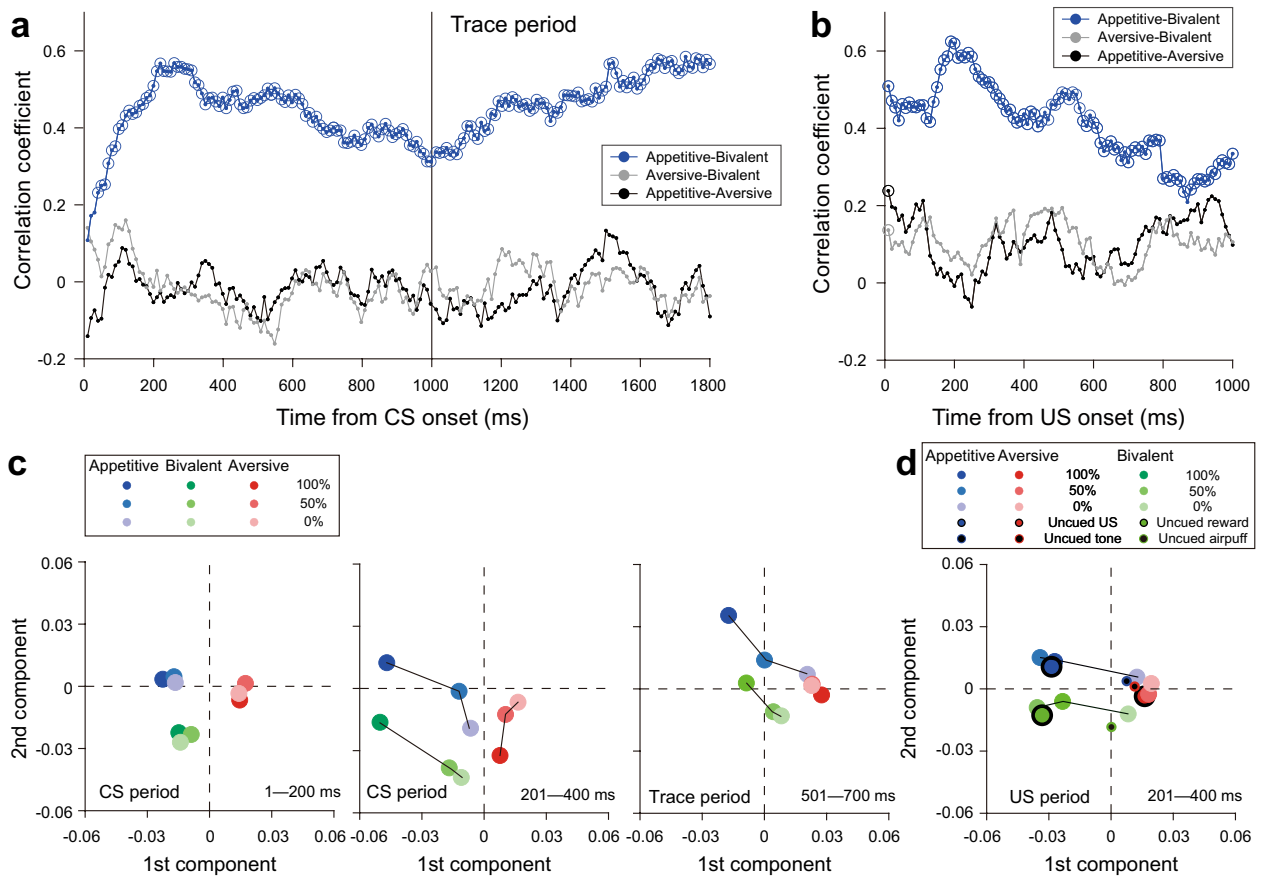 a
Trace period
Correlation coefficient
0.6
0.4
0.2
0
-0.2
0 200 400 600 800 1000 1200 1400 1600 1800
Time from CS onset (ms)
Appetitive-Bivalent
Aversive-Bivalent
Appetitive-Aversive
b
Appetitive-Bivalent
Aversive-Bivalent
Appetitive-Aversive
Correlation coefficient
0.6
0.4
0.2
0
-0.2
0 200 400 600 800 1000
Time from US onset (ms)
c
Appetitive Bivalent Aversive
100%
50%
0%
2nd component
0.06
0.03
0
-0.03
-0.06
CS period 1—200 ms
-0.06 -0.03 0 0.03 0.06
1st component
CS period 201—400 ms
-0.06 -0.03 0 0.03 0.06
1st component
Trace period 501—700 ms
-0.06 -0.03 0 0.03 0.06
1st component
d
Appetitive Aversive Bivalent
100% 100%
50% 50%
0% 0%
Uncued US Uncued reward
Uncued tone Uncued airpuff
2nd component
0.06
0.03
0
-0.03
-0.06
US period 201—400 ms
-0.06 -0.03 0 0.03 0.06
1st component